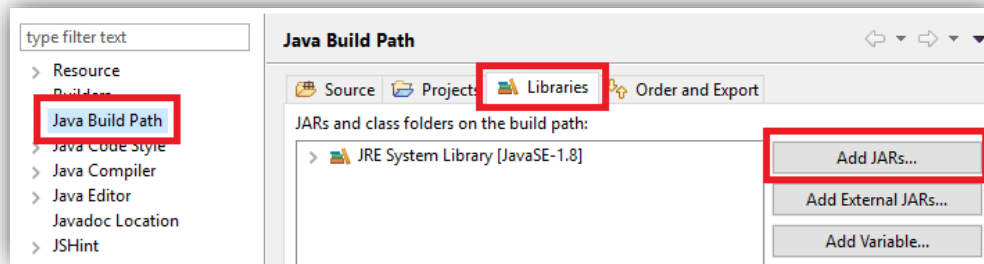 type filter text
Resource
Builders
Java Build Path
Java Code Style
Java Compiler
Java Editor
Javadoc Location
JSHint
Java Build Path
Source Projects Libraries Order and Export
JARs and class folders on the build path:
JRE System Library [JavaSE-1.8]
Add JARs...
Add External JARs...
Add Variable...